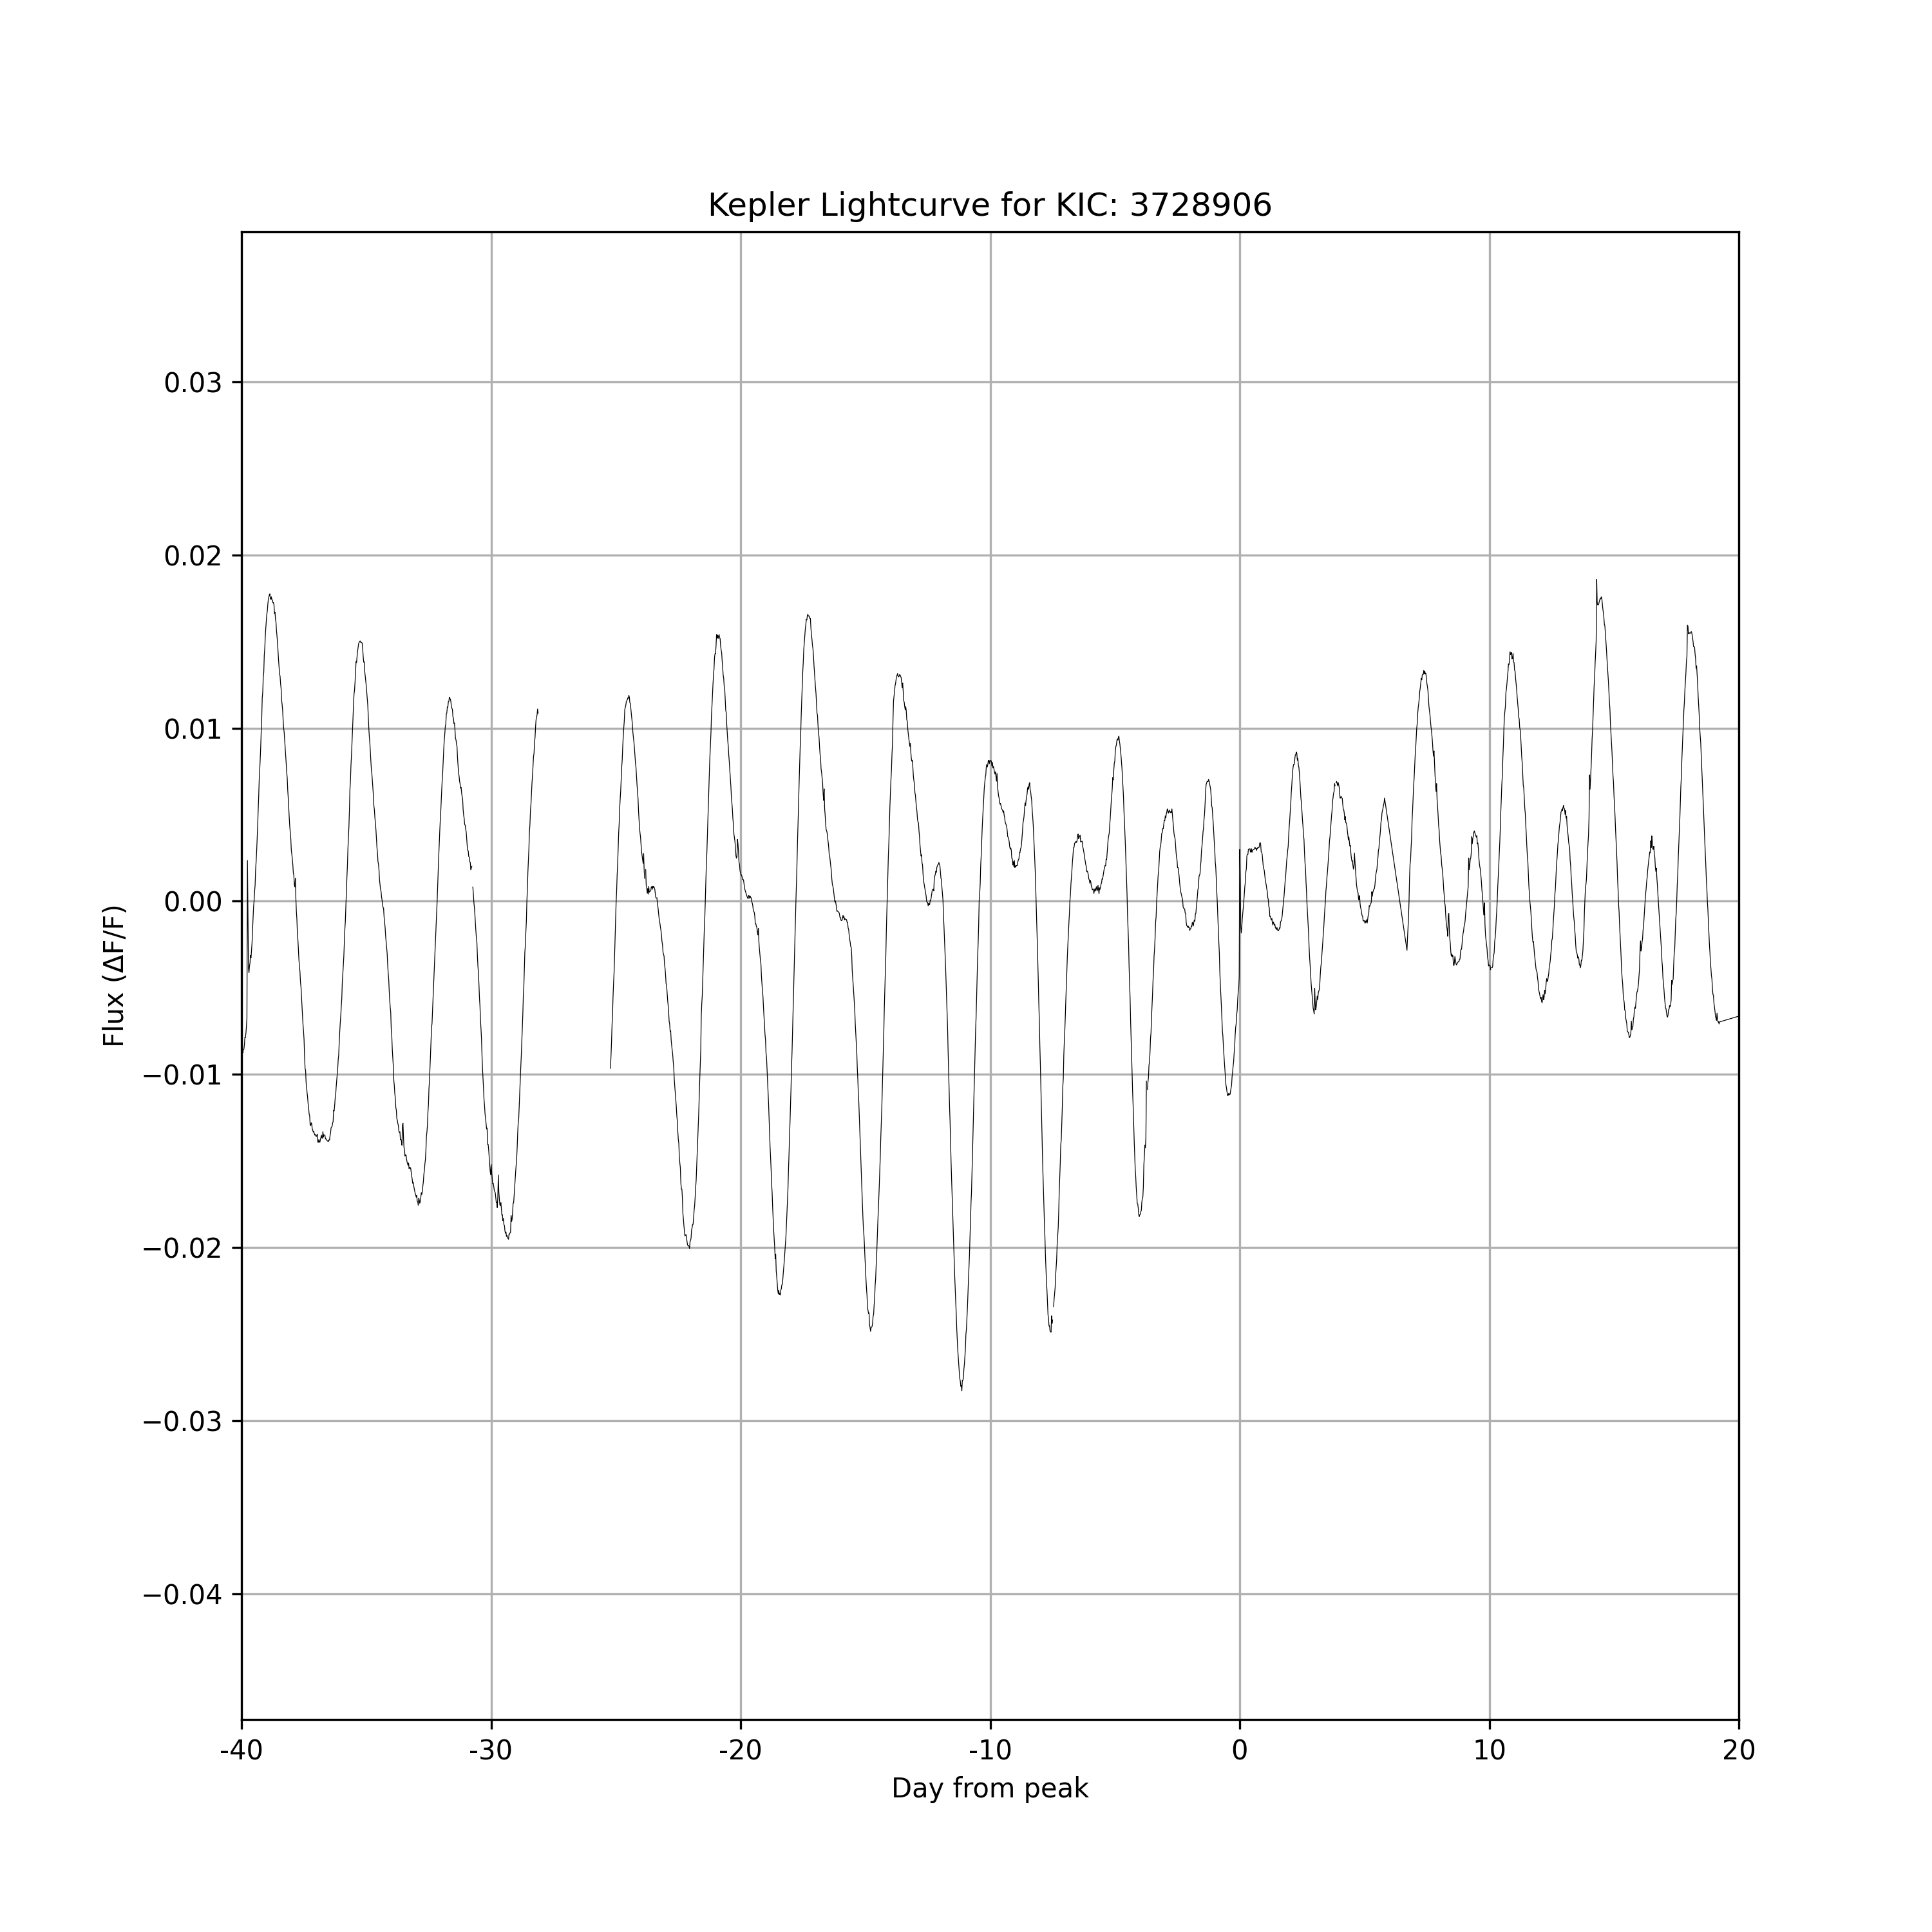 Kepler Lightcurve for KIC: 3728906
Flux (ΔF/F)
0.03
0.02
0.01
0.00
−0.01
−0.02
−0.03
−0.04
-40 -30 -20 -10 0 10 20
Day from peak